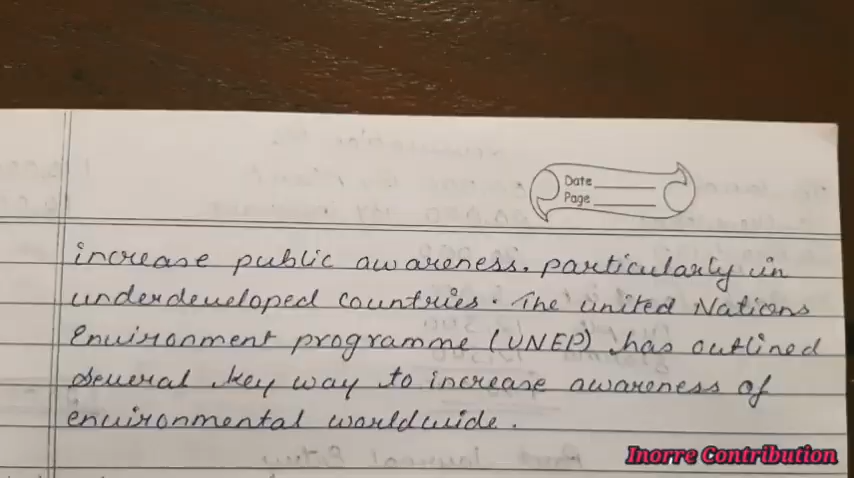 Date
Page
increase public awareness, particularly in
underdeveloped countries. The united Nations
Environment programme (UNEP) has outlined
several key way to increase awareness of
environmental worldwide.
Inorre Contribution